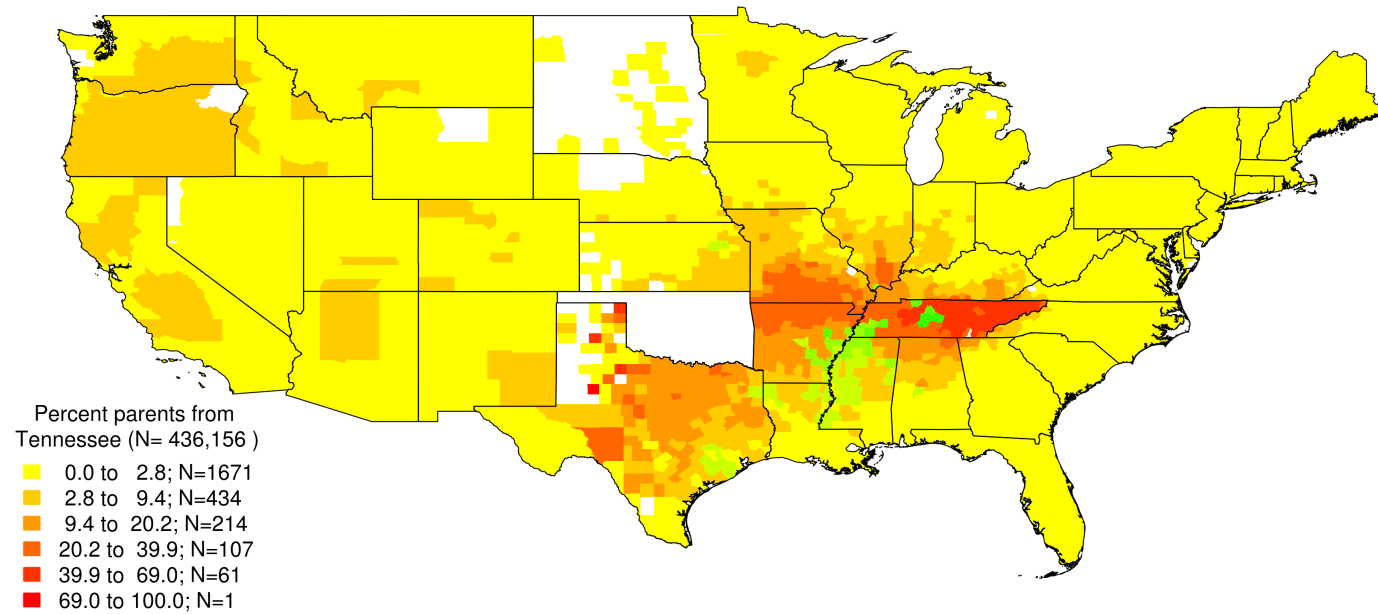 Percent parents from
Tennessee (N= 436,156 )
0.0 to 2.8; N=1671
2.8 to 9.4; N=434
9.4 to 20.2; N=214
20.2 to 39.9; N=107
39.9 to 69.0; N=61
69.0 to 100.0; N=1